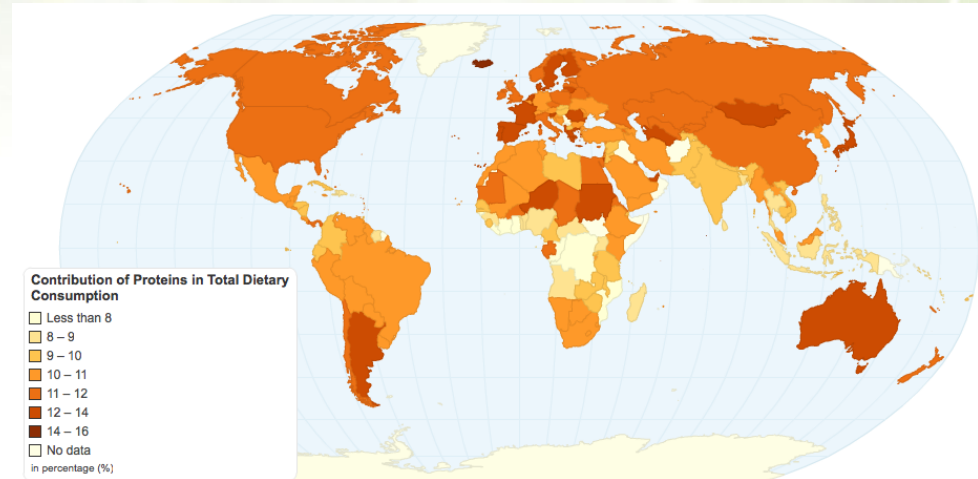 Contribution of Proteins in Total Dietary
Consumption
Less than 8
8 – 9
9 – 10
10 – 11
11 – 12
12 – 14
14 – 16
No data
in percentage (%)